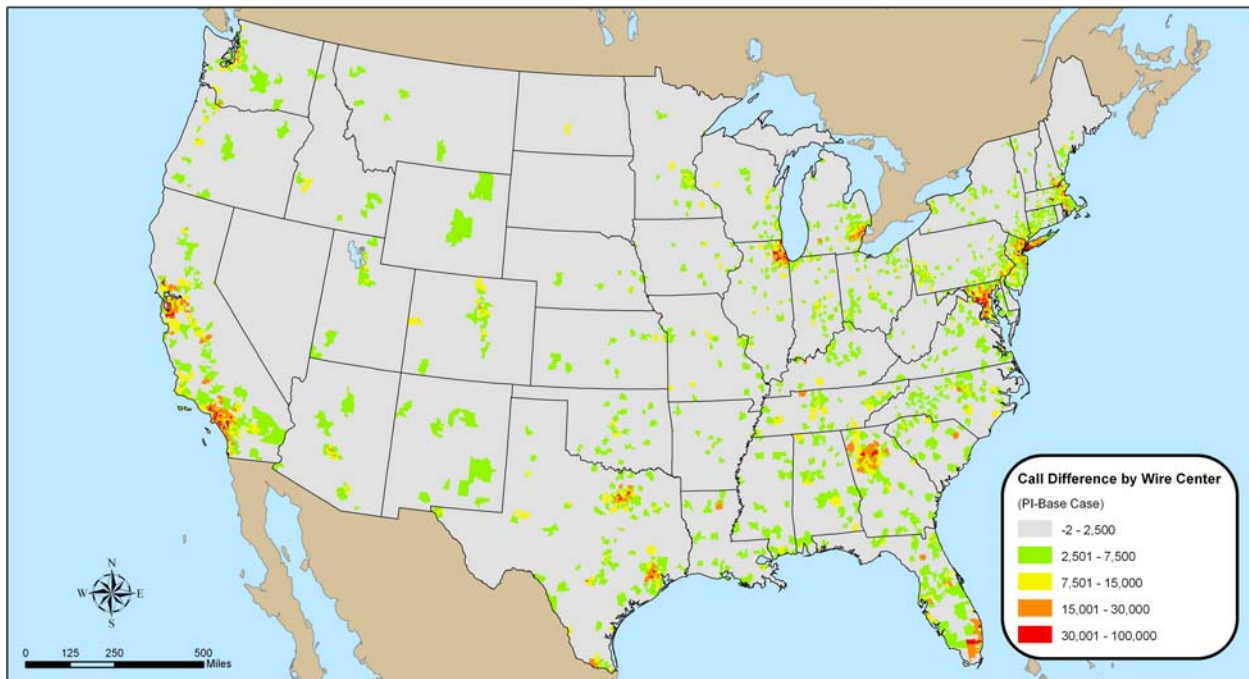 Call Difference by Wire Center
(PI-Base Case)
-2 - 2,500
2,501 - 7,500
7,501 - 15,000
15,001 - 30,000
30,001 - 100,000
N
W E
S
0 125 250 500
Miles